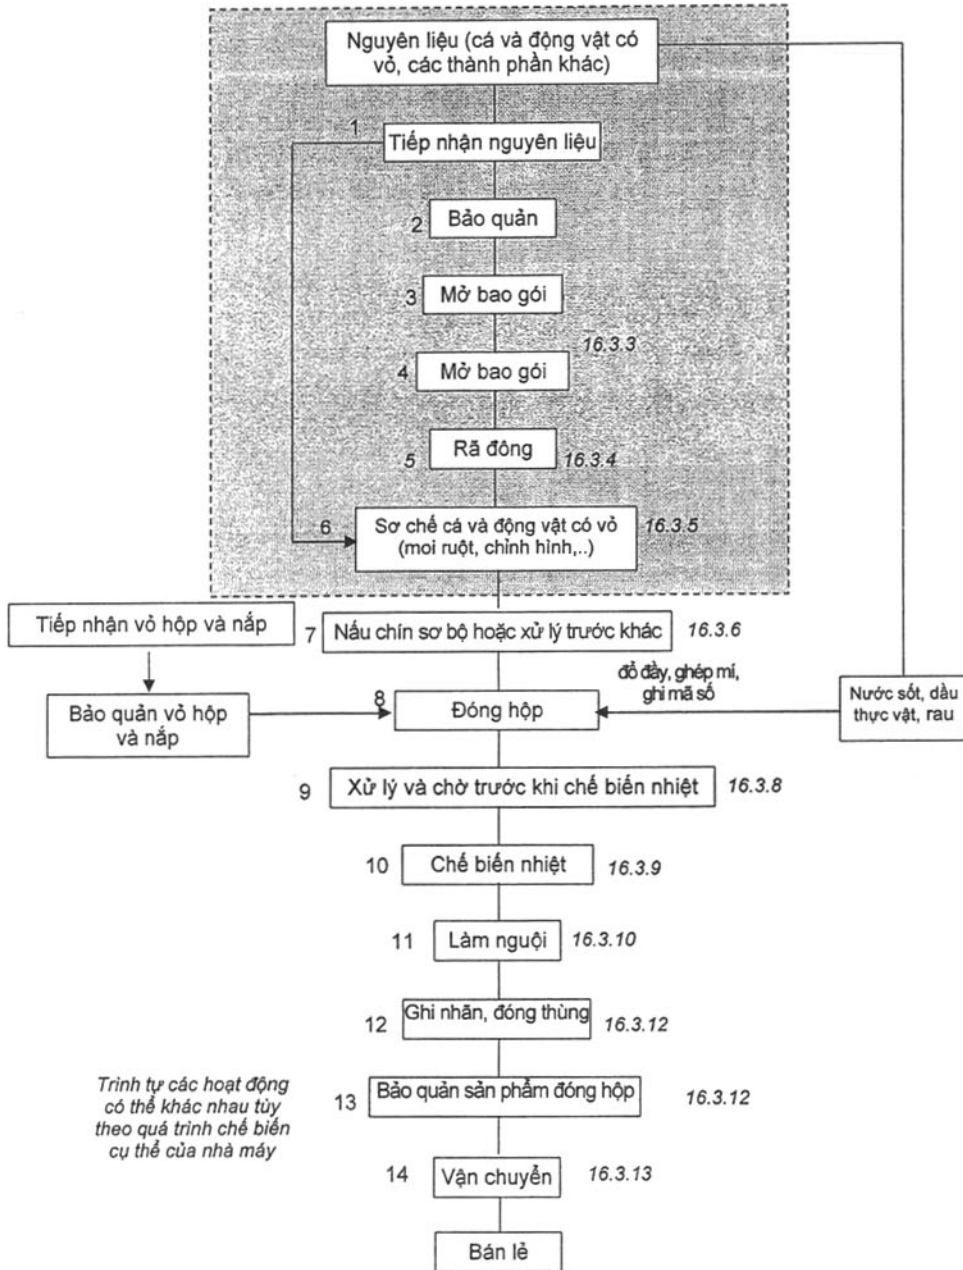 Nguyên liệu (cá và động vật có
vỏ, các thành phần khác)
1
Tiếp nhận nguyên liệu
2
Bảo quản
3
Mở bao gói
16.3.3
4
Mở bao gói
5
Rã đông
16.3.4
6
Sơ chế cá và động vật có vỏ
(moi ruột, chỉnh hình,..)
16.3.5
Tiếp nhận vỏ hộp và nắp
7
Nấu chín sơ bộ hoặc xử lý trước khác
16.3.6
Bảo quản vỏ hộp
và nắp
8
Đóng hộp
đổ đầy, ghép mí,
ghi mã số
Nước sốt, dầu
thực vật, rau
9
Xử lý và chờ trước khi chế biến nhiệt
16.3.8
10
Chế biến nhiệt
16.3.9
11
Làm nguội
16.3.10
12
Ghi nhãn, đóng thùng
16.3.12
Trình tự các hoạt động
có thể khác nhau tùy
theo quá trình chế biến
cụ thể của nhà máy
13
Bảo quản sản phẩm đóng hộp
16.3.12
14
Vận chuyển
16.3.13
Bán lẻ